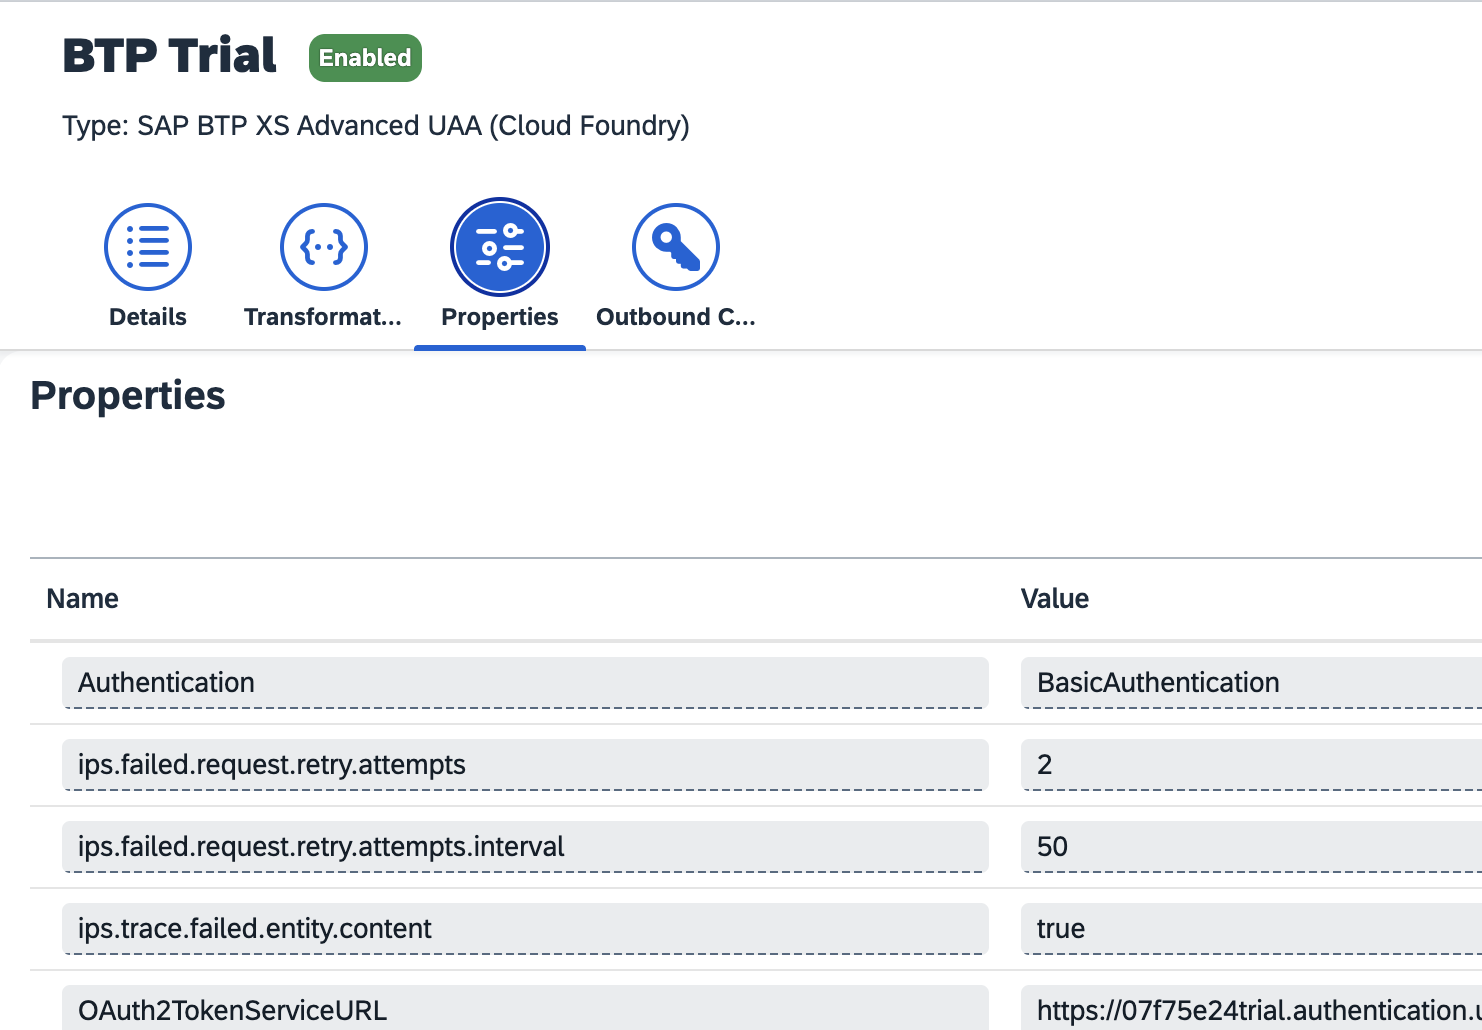 BTP Trial Enabled
Type: SAP BTP XS Advanced UAA (Cloud Foundry)
Details Transformat... Properties Outbound C...
Properties
Name Value
Authentication BasicAuthentication
ips.failed.request.retry.attempts 2
ips.failed.request.retry.attempts.interval 50
ips.trace.failed.entity.content true
OAuth2TokenServiceURL https://07f75e24trial.authentication.u